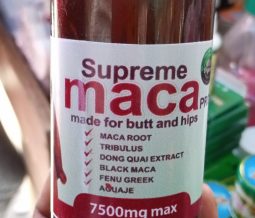 Supreme
maca
made for butt and hips
MACA ROOT
TRIBULUS
DONG QUAI EXTRACT
BLACK MACA
FENU GREEK
AQUAJE
7500mg max